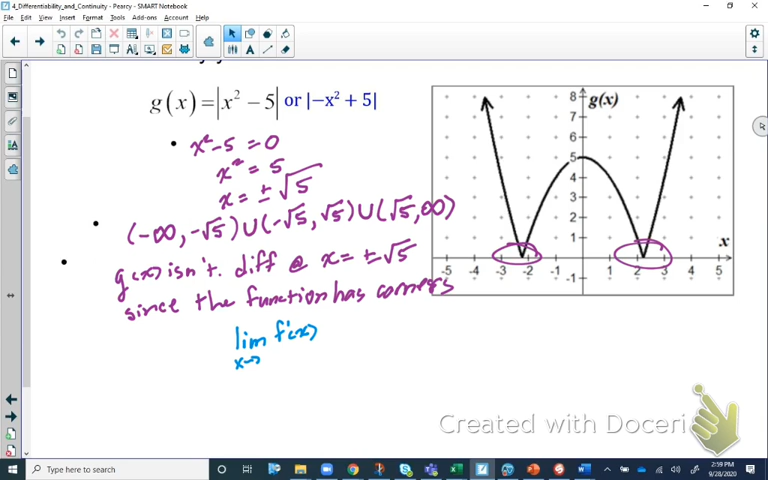 4_Differentiability_and_Continuity - Pearcy - SMART Notebook
File Edit View Insert Format Tools Add-ons Account Help
g(x)=|x² − 5| or |−x² + 5|
• x²-5 = 0
x² = 5
x = ± √5
• (-∞, -√5)∪(-√5, √5)∪(√5, ∞)
• g(x) isn't diff @ x = ±√5
since the function has corners
lim f'(x)
x→
g(x)
8
7
6
5
4
3
2
1
-1
x
-5 -4 -3 -2 -1 1 2 3 4 5
Created with Doceri
Type here to search
2:59 PM
9/28/2020